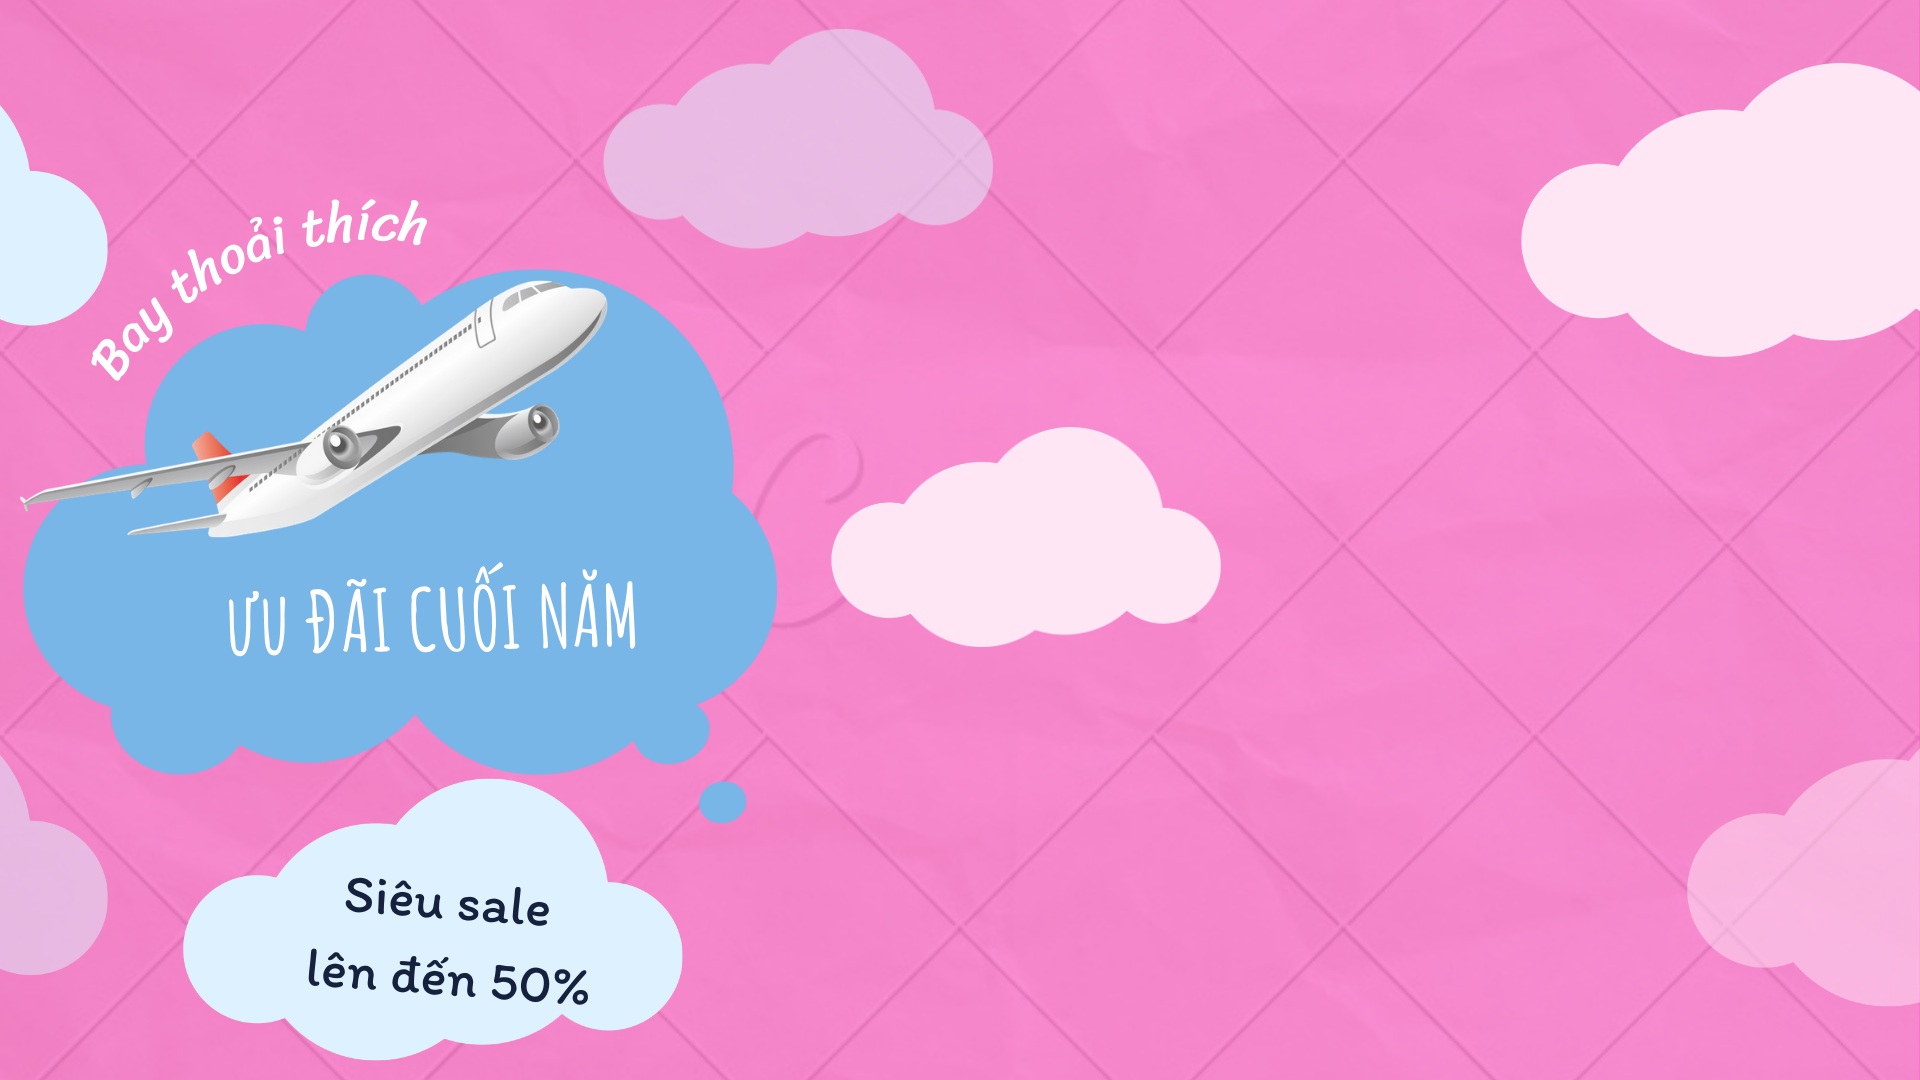 Bay thoải thích
ƯU ĐÃI CUỐI NĂM
Siêu sale
lên đến 50%